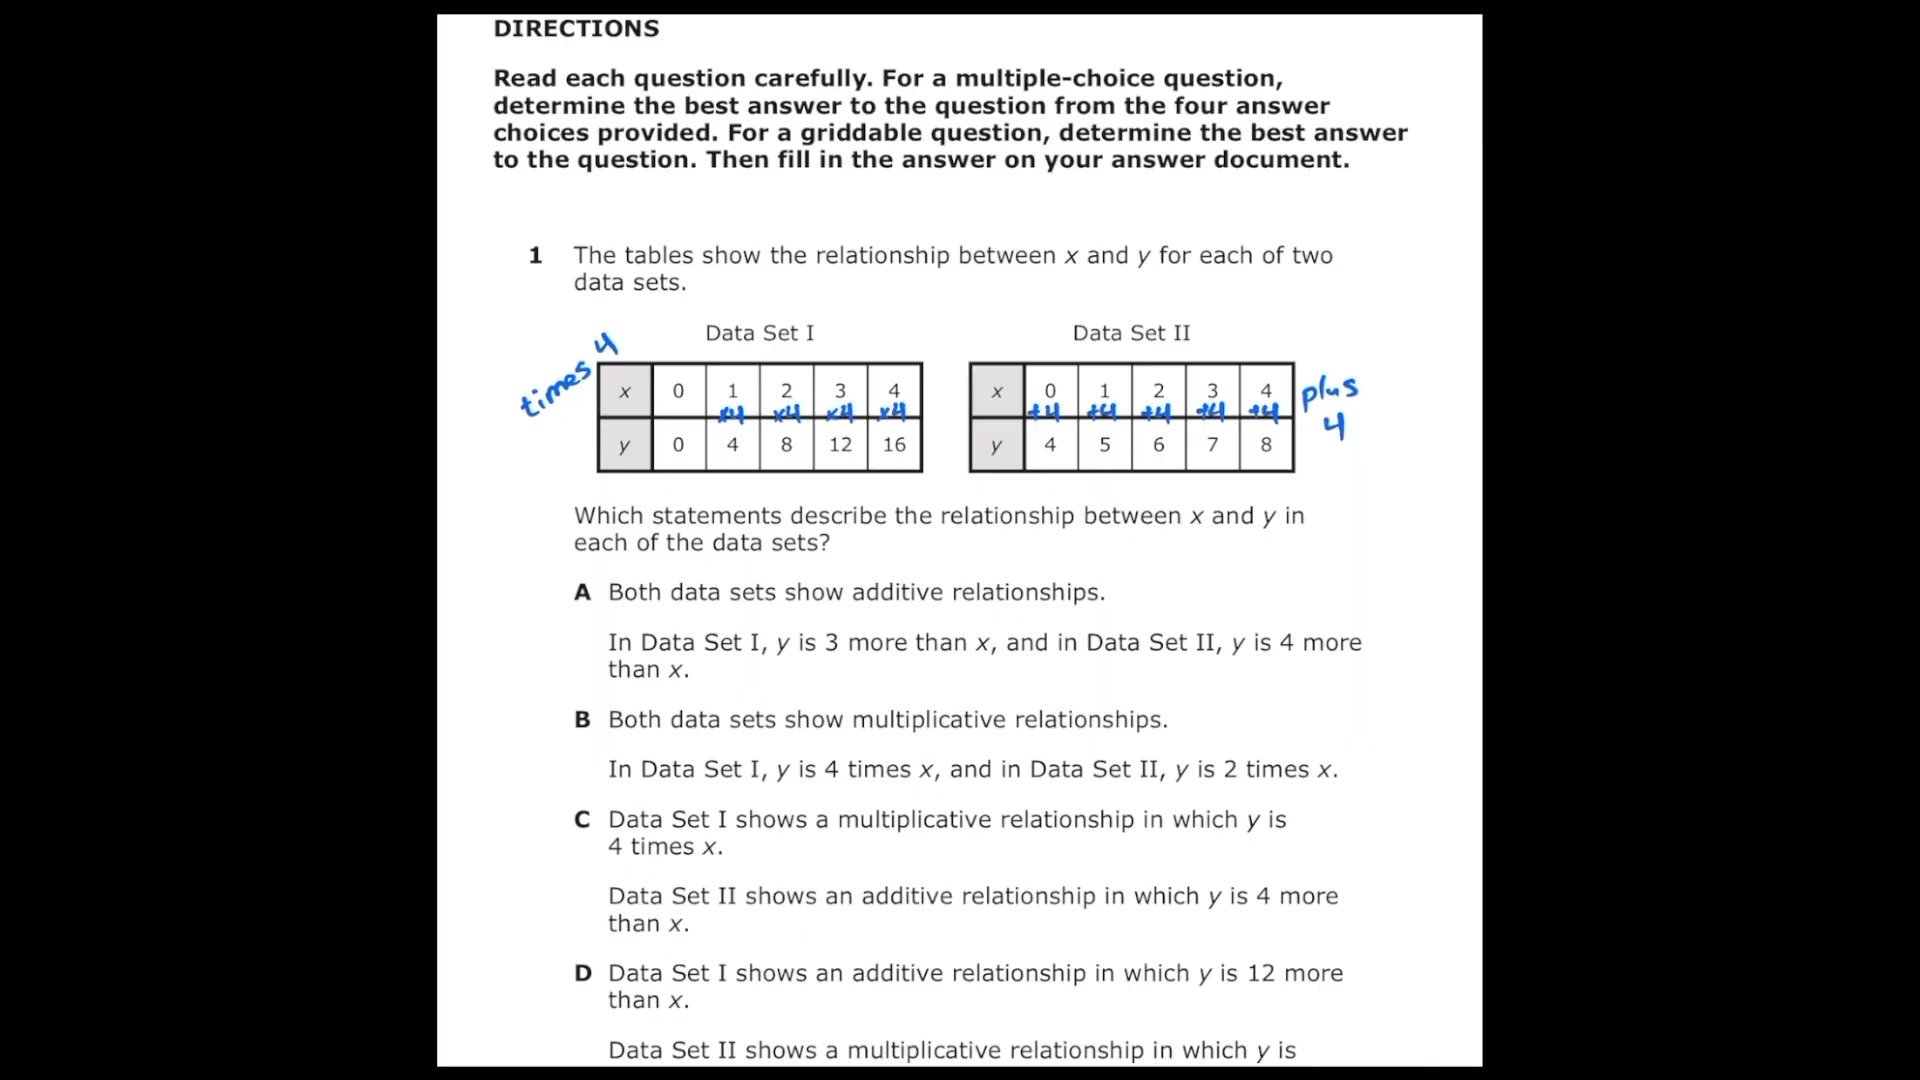 DIRECTIONS
Read each question carefully. For a multiple-choice question,
determine the best answer to the question from the four answer
choices provided. For a griddable question, determine the best answer
to the question. Then fill in the answer on your answer document.
1 The tables show the relationship between x and y for each of two
data sets.
Data Set I
times 4
x 0 1 2 3 4
x4 x4 x4 x4
y 0 4 8 12 16
Data Set II
x 0 1 2 3 4
+4 +4 +4 +4 +4
y 4 5 6 7 8
plus
4
Which statements describe the relationship between x and y in
each of the data sets?
A Both data sets show additive relationships.
In Data Set I, y is 3 more than x, and in Data Set II, y is 4 more
than x.
B Both data sets show multiplicative relationships.
In Data Set I, y is 4 times x, and in Data Set II, y is 2 times x.
C Data Set I shows a multiplicative relationship in which y is
4 times x.
Data Set II shows an additive relationship in which y is 4 more
than x.
D Data Set I shows an additive relationship in which y is 12 more
than x.
Data Set II shows a multiplicative relationship in which y is